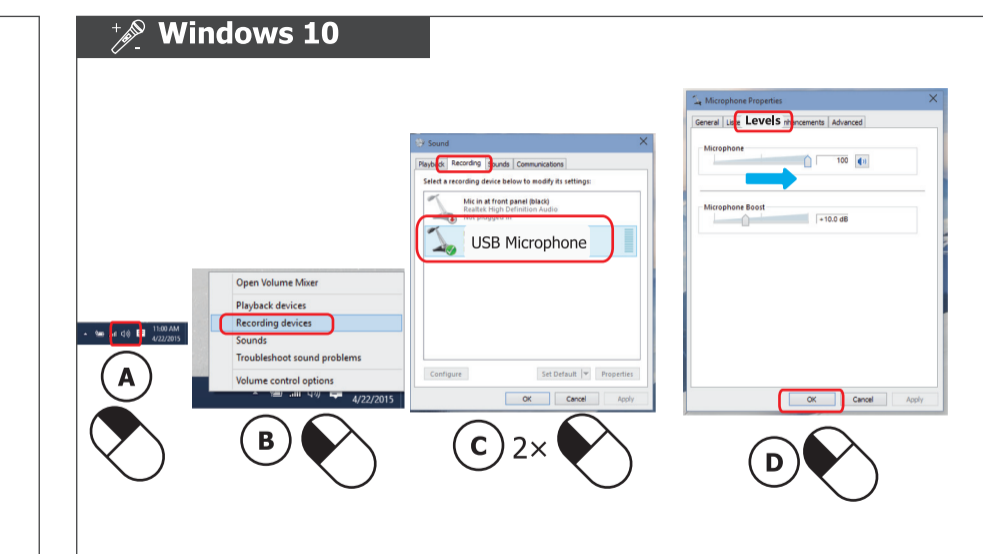 Windows 10
11:00 AM
4/22/2015
A
Open Volume Mixer
Playback devices
Recording devices
Sounds
Troubleshoot sound problems
Volume control options
4/22/2015
B
Sound
Playback Recording Sounds Communications
Select a recording device below to modify its settings:
Mic in at front panel (black)
Realtek High Definition Audio
Not plugged in
USB Microphone
Configure Set Default Properties
OK Cancel Apply
C 2×
Microphone Properties
General Levels Advanced
Microphone
100
Microphone Boost
+10.0 dB
OK Cancel Apply
D